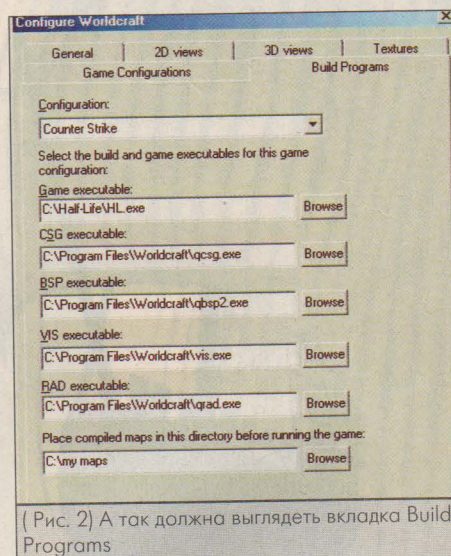 Configure Worldcraft
General 2D views 3D views Textures
Game Configurations Build Programs
Configuration:
Counter Strike
Select the build and game executables for this game
configuration:
Game executable:
C:\Half-Life\HL.exe Browse
CSG executable:
C:\Program Files\Worldcraft\qcsg.exe Browse
BSP executable:
C:\Program Files\Worldcraft\qbsp2.exe Browse
VIS executable:
C:\Program Files\Worldcraft\vis.exe Browse
RAD executable:
C:\Program Files\Worldcraft\qrad.exe Browse
Place compiled maps in this directory before running the game:
C:\my maps Browse
( Рис. 2) А так должна выглядеть вкладка Build
Programs